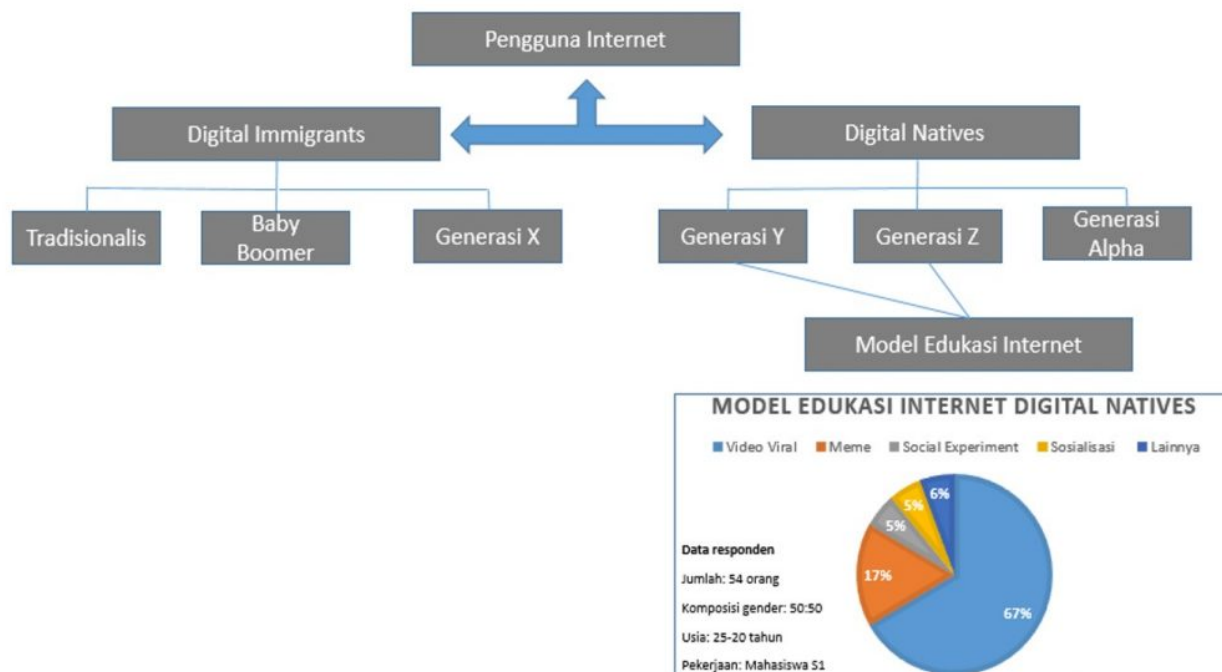 Pengguna Internet
Digital Immigrants
Digital Natives
Tradisionalis
Baby
Boomer
Generasi X
Generasi Y
Generasi Z
Generasi
Alpha
Model Edukasi Internet
MODEL EDUKASI INTERNET DIGITAL NATIVES
Video Viral Meme Social Experiment Sosialisasi Lainnya
6%
5%
5%
17%
67%
Data responden
Jumlah: 54 orang
Komposisi gender: 50:50
Usia: 25-20 tahun
Pekerjaan: Mahasiswa S1